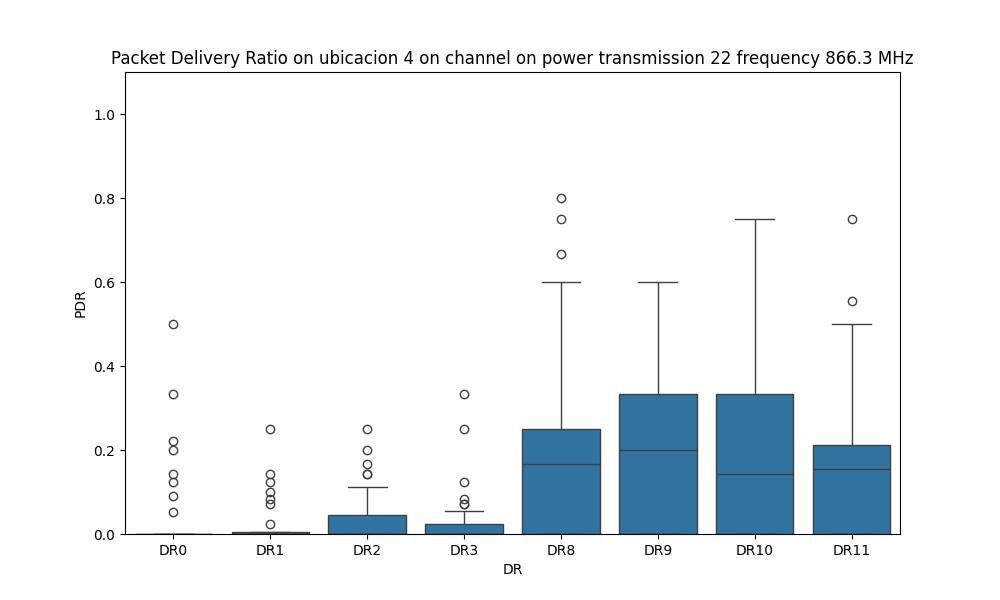 Packet Delivery Ratio on ubicacion 4 on channel on power transmission 22 frequency 866.3 MHz
1.0
0.8
0.6
0.4
0.2
0.0
PDR
DR0 DR1 DR2 DR3 DR8 DR9 DR10 DR11
DR